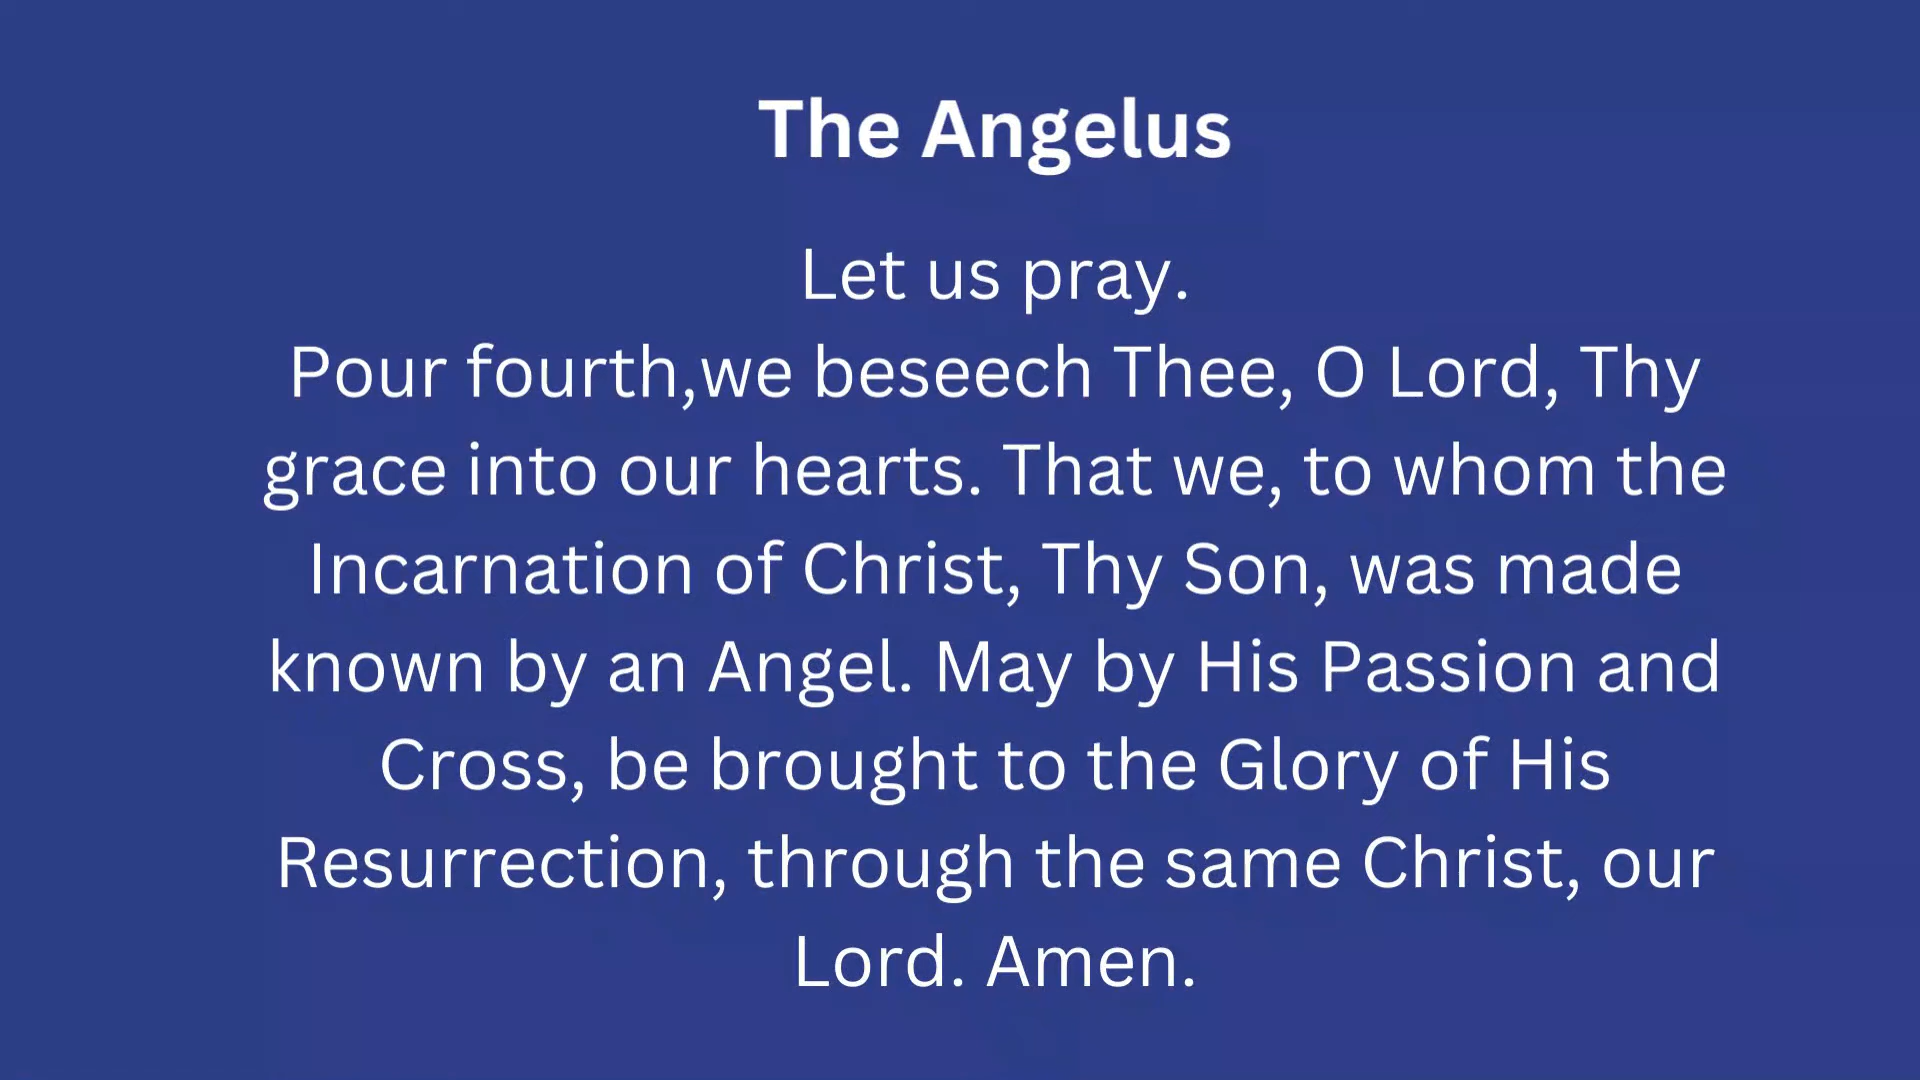 The Angelus
Let us pray.
Pour fourth,we beseech Thee, O Lord, Thy
grace into our hearts. That we, to whom the
Incarnation of Christ, Thy Son, was made
known by an Angel. May by His Passion and
Cross, be brought to the Glory of His
Resurrection, through the same Christ, our
Lord. Amen.